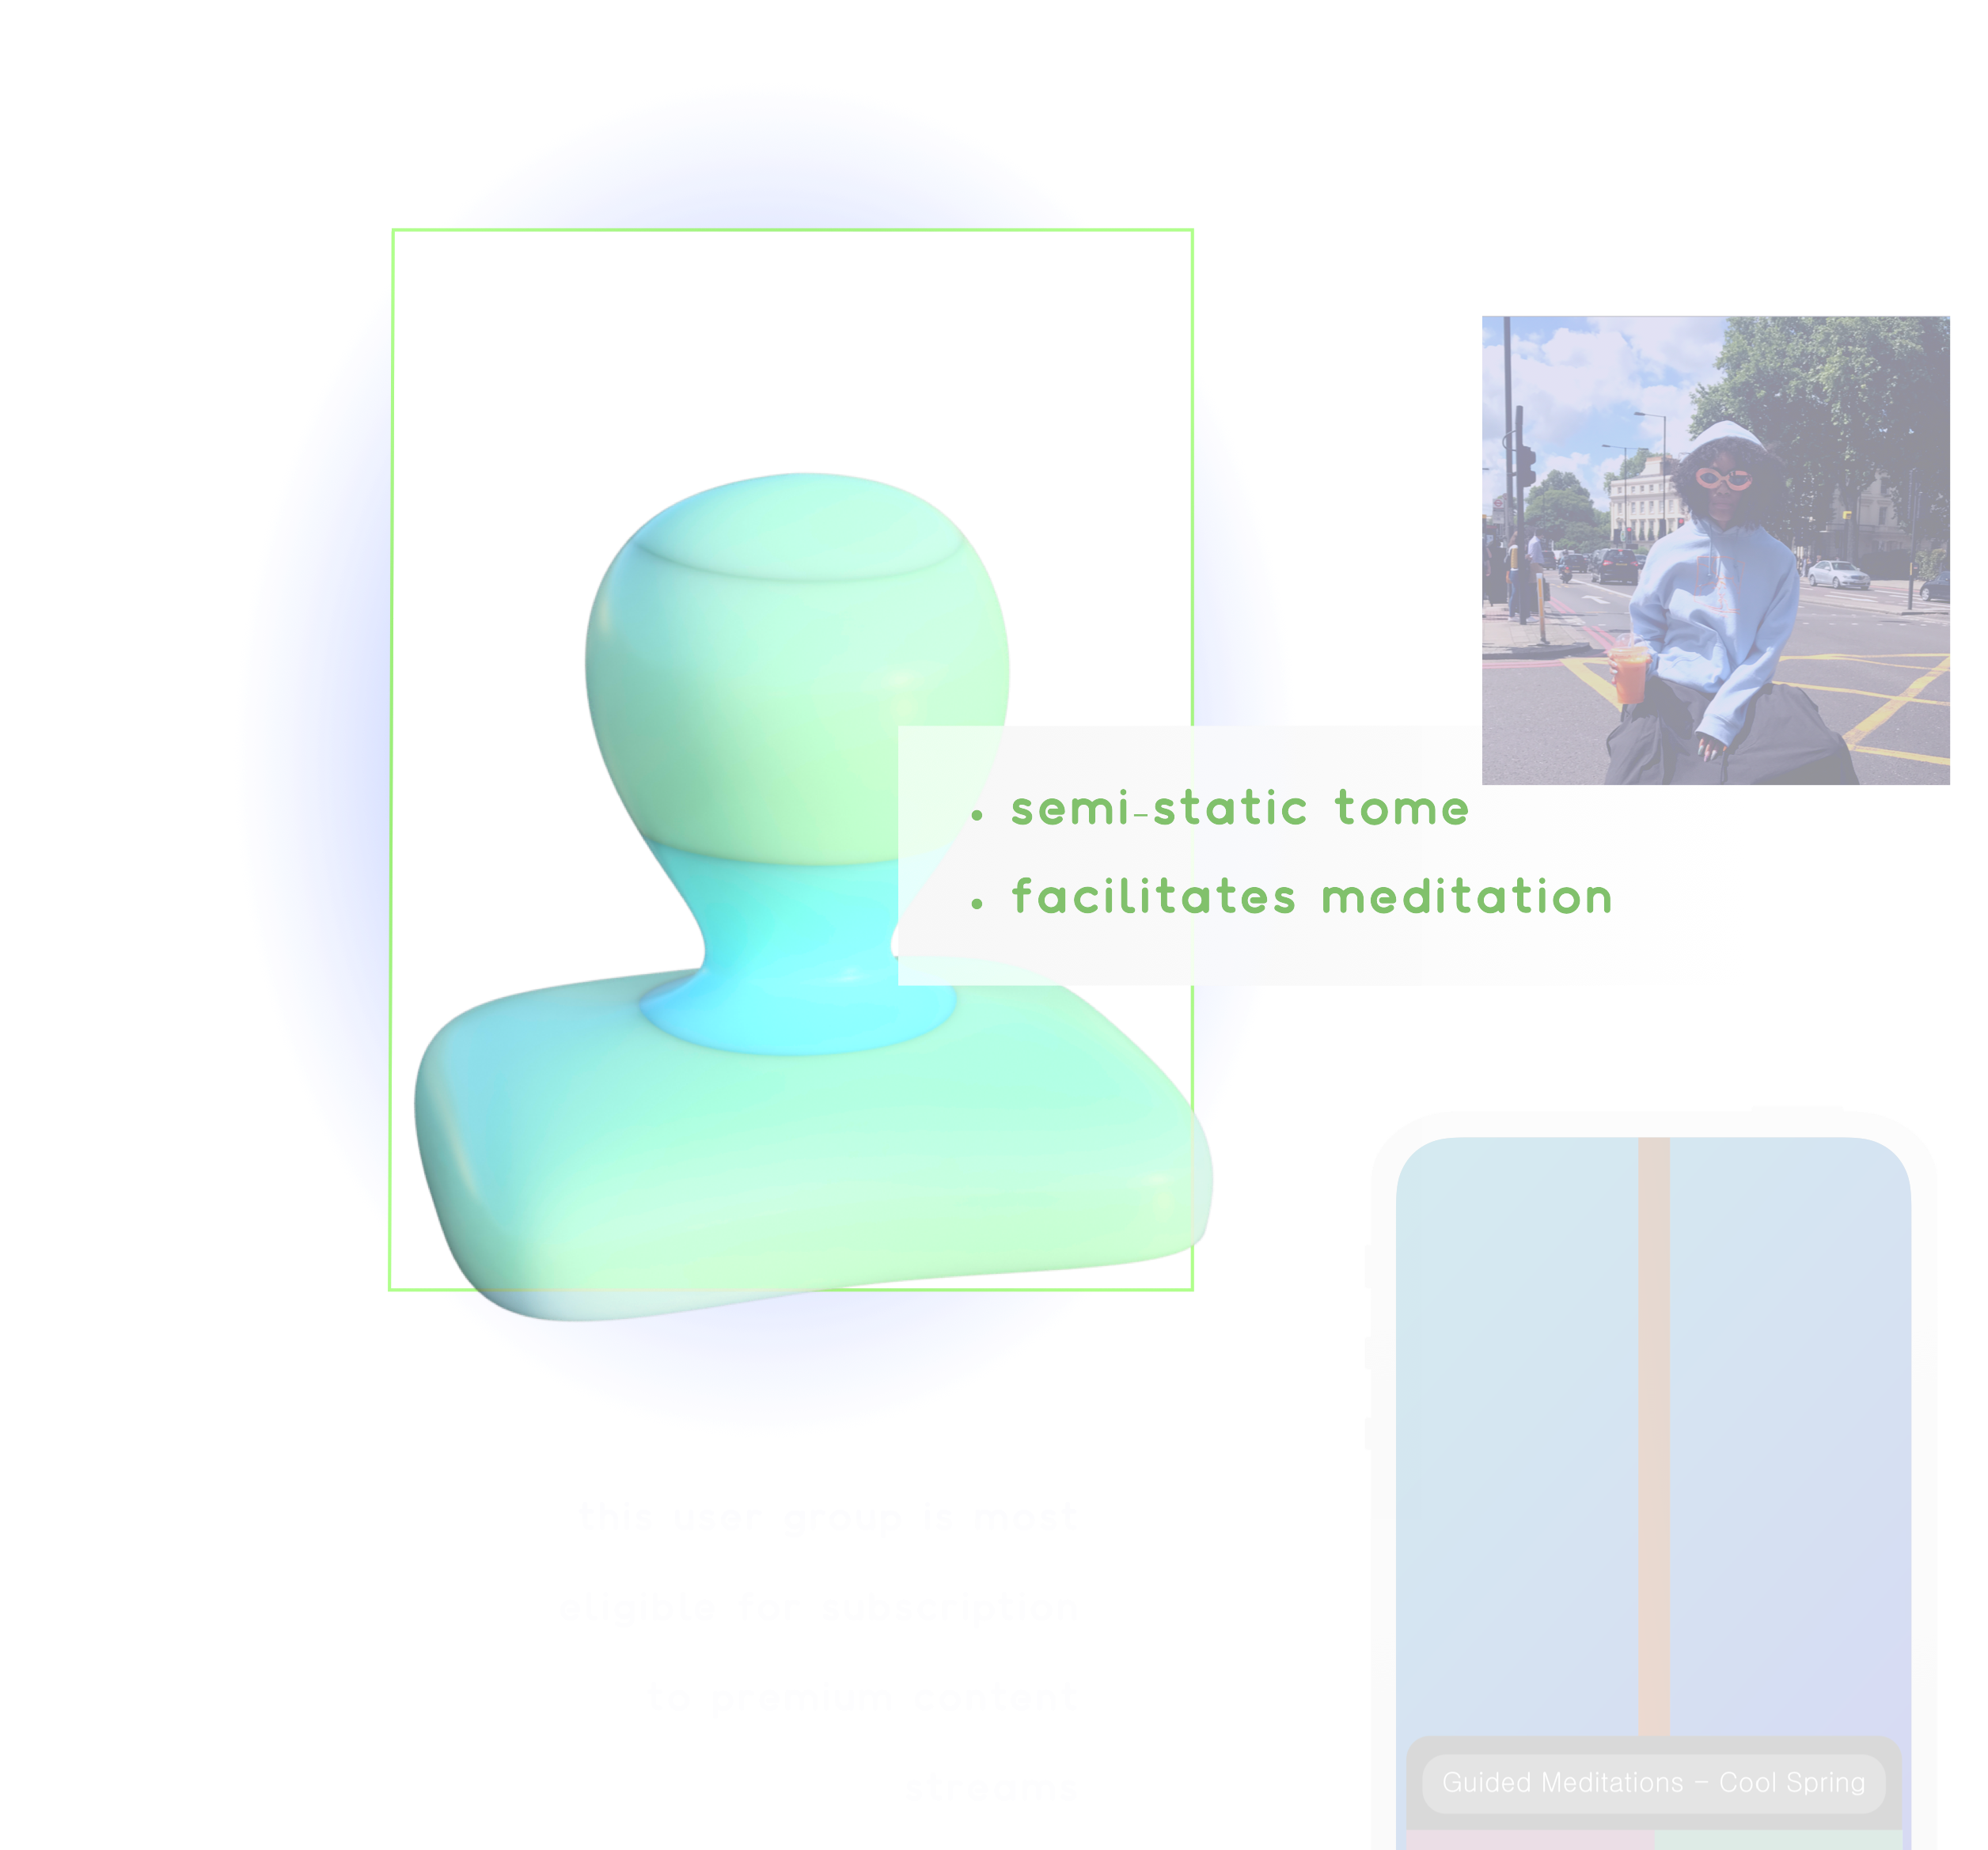 • semi-static tome
• facilitates meditation
this user group is most
eligible for subscription
to premium content
streams
Guided Meditations – Cool Spring